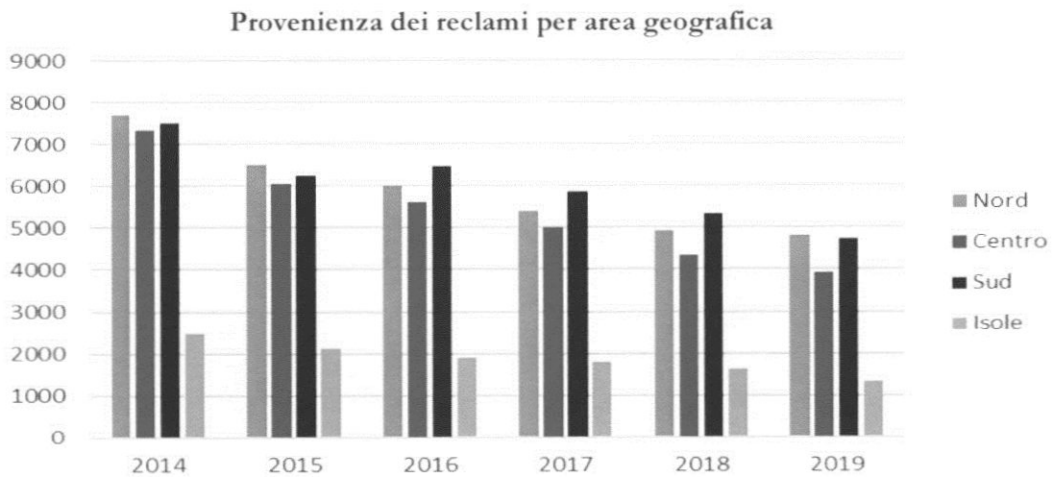 Provenienza dei reclami per area geografica
9000
8000
7000
6000
5000
4000
3000
2000
1000
0
2014 2015 2016 2017 2018 2019
Nord
Centro
Sud
Isole